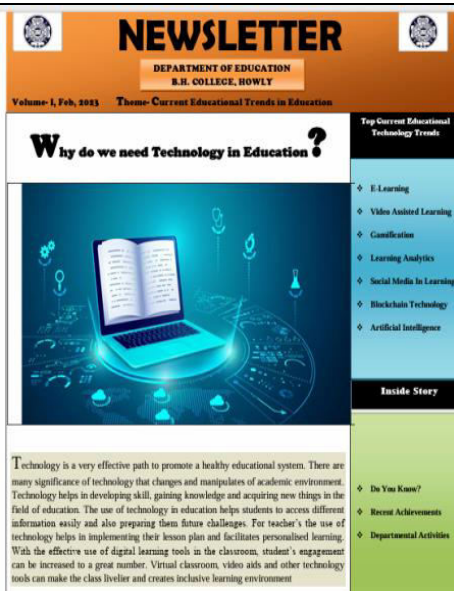 NEWSLETTER
DEPARTMENT OF EDUCATION
B.H. COLLEGE, HOWLY
Volume- I, Feb, 2023 Theme- Current Educational Trends in Education
Why do we need Technology in Education?
Technology is a very effective path to promote a healthy educational system. There are
many significance of technology that changes and manipulates of academic environment.
Technology helps in developing skill, gaining knowledge and acquiring new things in the
field of education. The use of technology in education helps students to access different
information easily and also preparing them future challenges. For teacher's the use of
technology helps in implementing their lesson plan and facilitates personalised learning.
With the effective use of digital learning tools in the classroom, student's engagement
can be increased to a great number. Virtual classroom, video aids and other technology
tools can make the class livelier and creates inclusive learning environment
Top Current Educational
Technology Trends
❖ E-Learning
❖ Video Assisted Learning
❖ Gamification
❖ Learning Analytics
❖ Social Media In Learning
❖ Blockchain Technology
❖ Artificial Intelligence
Inside Story
❖ Do You Know?
❖ Recent Achievements
❖ Departmental Activities